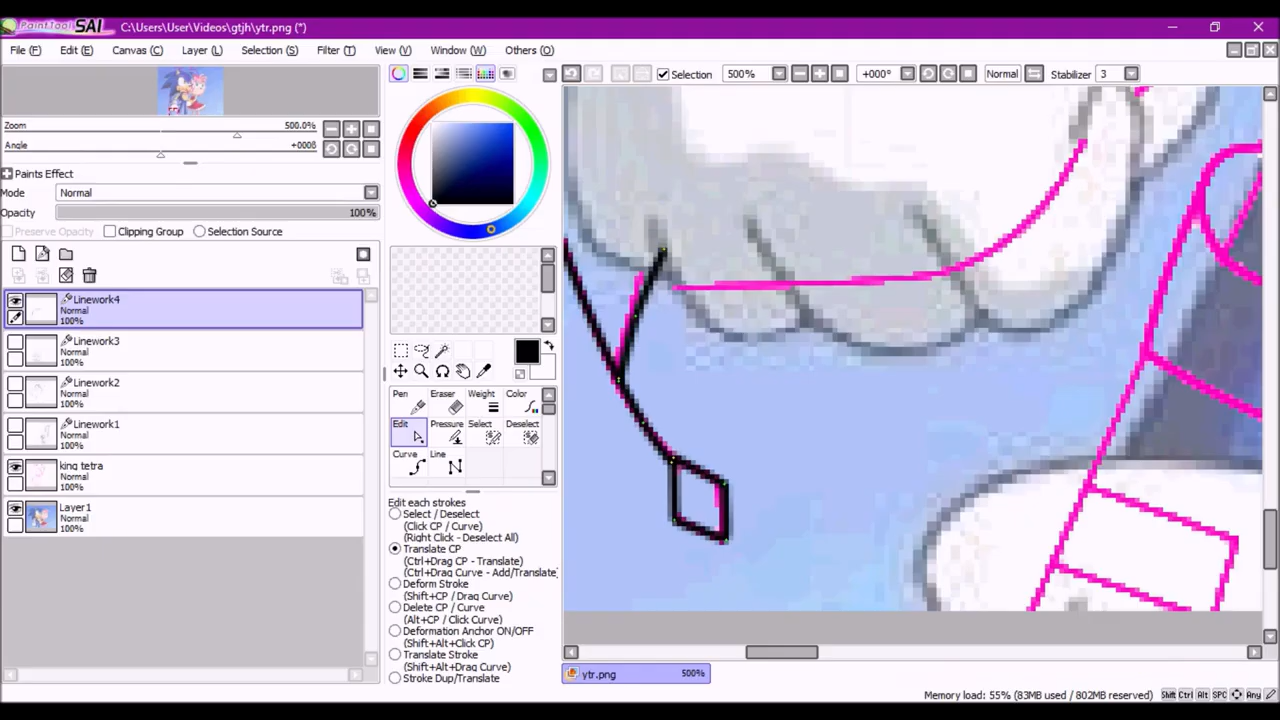 PaintTool SAI C:\Users\User\Videos\gtjh\ytr.png (*)
File (F) Edit (E) Canvas (C) Layer (L) Selection (S) Filter (T) View (V) Window (W) Others (O)
Selection 500% +000° Normal Stabilizer 3
Zoom 500.0%
Angle +0008
Paints Effect
Mode Normal
Opacity 100%
Preserve Opacity Clipping Group Selection Source
Linework4
Normal
100%
Linework3
Normal
100%
Linework2
Normal
100%
Linework1
Normal
100%
king tetra
Normal
100%
Layer1
Normal
100%
Pen Eraser Weight Color
Edit Pressure Select Deselect
Curve Line
Edit each strokes
Select / Deselect
(Click CP / Curve)
(Right Click - Deselect All)
Translate CP
(Ctrl+Drag CP - Translate)
(Ctrl+Drag Curve - Add/Translate)
Deform Stroke
(Shift+CP / Drag Curve)
Delete CP / Curve
(Alt+CP / Click Curve)
Deformation Anchor ON/OFF
(Shift+Alt+Click CP)
Translate Stroke
(Shift+Alt+Drag Curve)
Stroke Dup/Translate
ytr.png 500%
Memory load: 55% (83MB used / 802MB reserved) Shift Ctrl Alt SPC Any